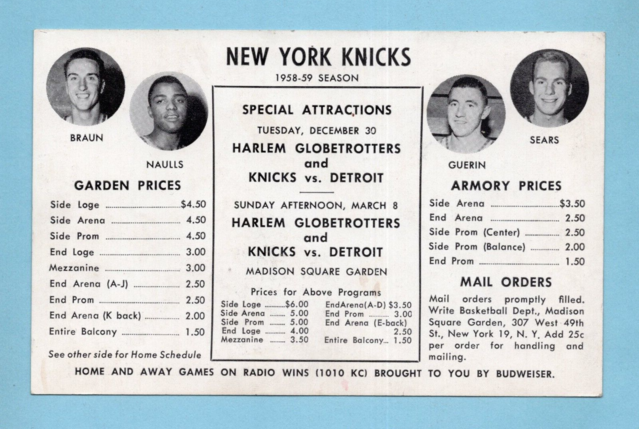 NEW YORK KNICKS
1958-59 SEASON
BRAUN
NAULLS
GUERIN
SEARS
GARDEN PRICES
Side Loge $4.50
Side Arena 4.50
Side Prom 4.50
End Loge 3.00
Mezzanine 3.00
End Arena (A-J) 2.50
End Prom 2.50
End Arena (K back) 2.00
Entire Balcony 1.50
See other side for Home Schedule
SPECIAL ATTRACTIONS
TUESDAY, DECEMBER 30
HARLEM GLOBETROTTERS
and
KNICKS vs. DETROIT
SUNDAY AFTERNOON, MARCH 8
HARLEM GLOBETROTTERS
and
KNICKS vs. DETROIT
MADISON SQUARE GARDEN
Prices for Above Programs
Side Loge $6.00
Side Arena 5.00
Side Prom 5.00
End Loge 4.00
Mezzanine 3.50
EndArena(A-D) $3.50
End Prom 3.00
End Arena (E-back)
2.50
Entire Balcony 1.50
ARMORY PRICES
Side Arena $3.50
End Arena 2.50
Side Prom (Center) 2.50
Side Prom (Balance) 2.00
End Prom 1.50
MAIL ORDERS
Mail orders promptly filled.
Write Basketball Dept., Madison
Square Garden, 307 West 49th
St., New York 19, N. Y. Add 25c
per order for handling and
mailing.
HOME AND AWAY GAMES ON RADIO WINS (1010 KC) BROUGHT TO YOU BY BUDWEISER.